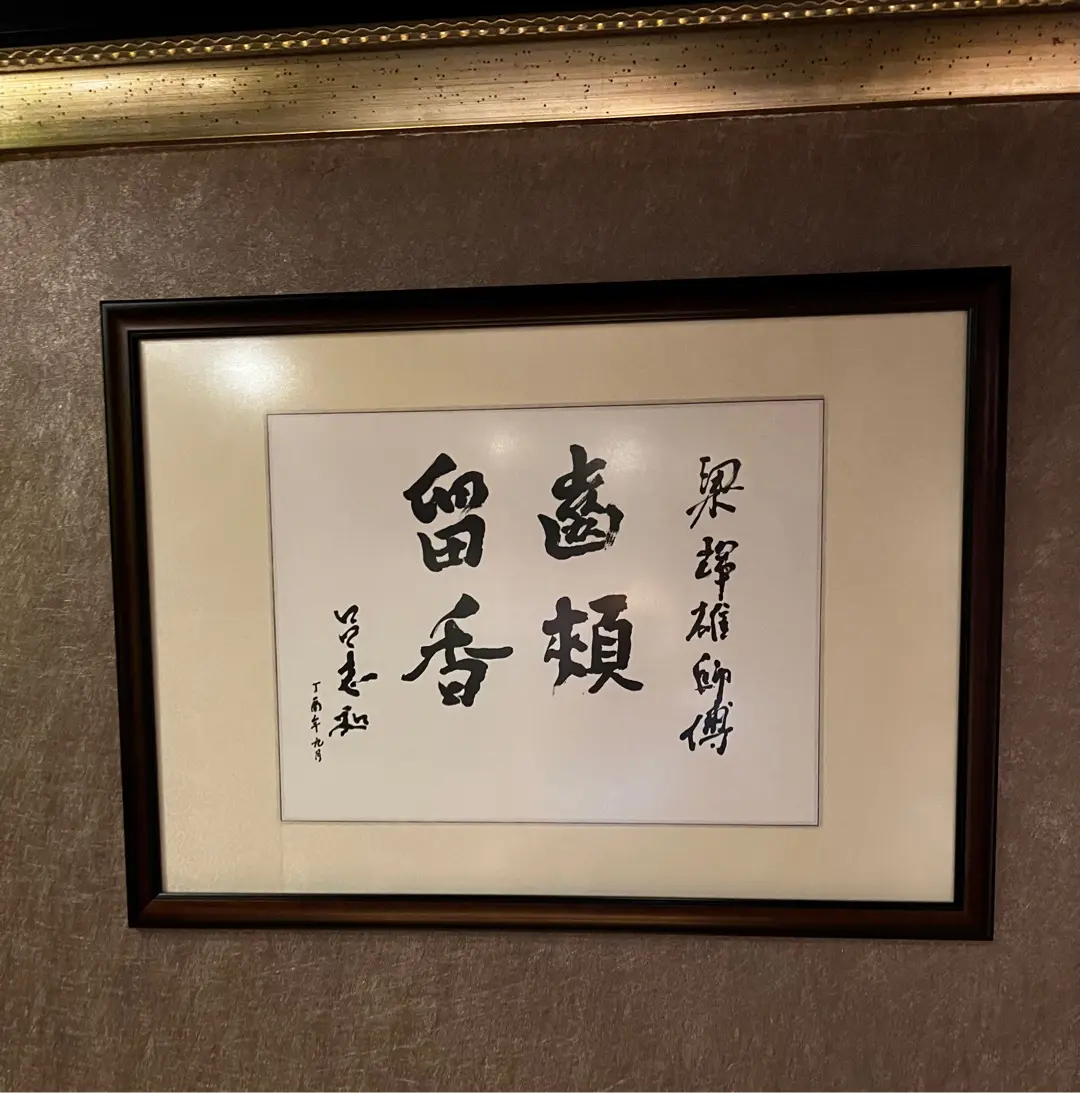 梁輝雄師傅
齒頰
留香
呂志和
丁酉年九月